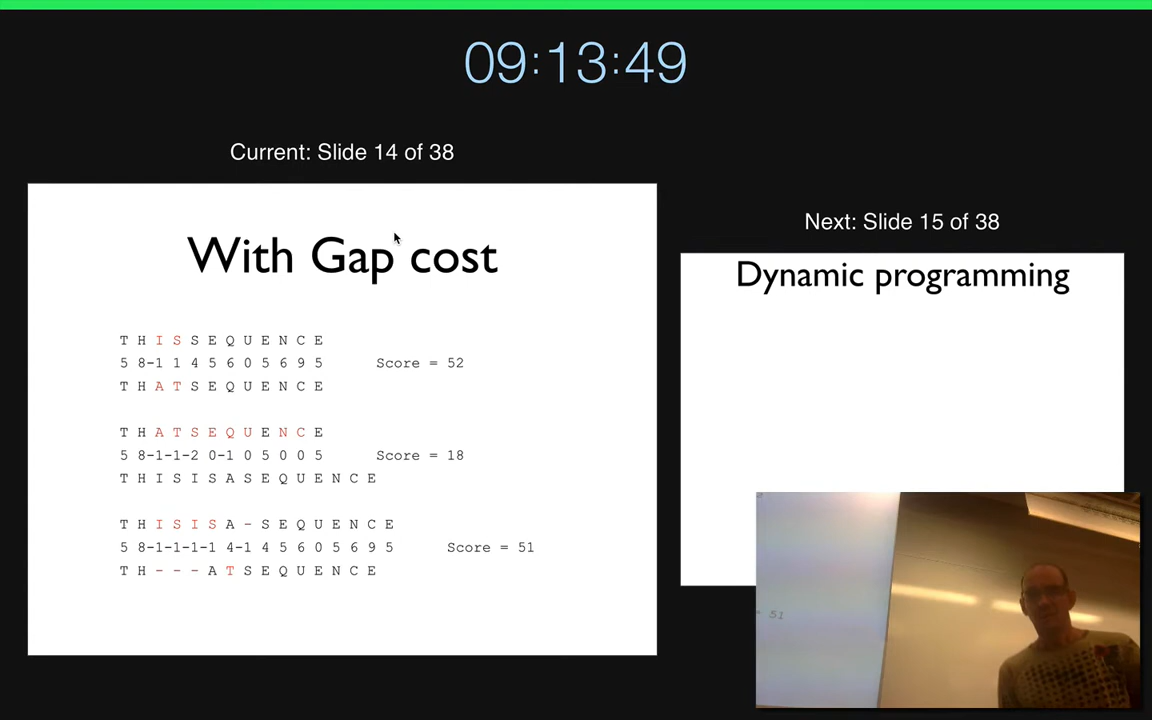 09:13:49
Current: Slide 14 of 38
With Gap cost
T H I S S E Q U E N C E
5 8-1 1 4 5 6 0 5 6 9 5 Score = 52
T H A T S E Q U E N C E
T H A T S E Q U E N C E
5 8-1-1-2 0-1 0 5 0 0 5 Score = 18
T H I S I S A S E Q U E N C E
T H I S I S A - S E Q U E N C E
5 8-1-1-1-1 4-1 4 5 6 0 5 6 9 5 Score = 51
T H - - - A T S E Q U E N C E
Next: Slide 15 of 38
Dynamic programming
= 51